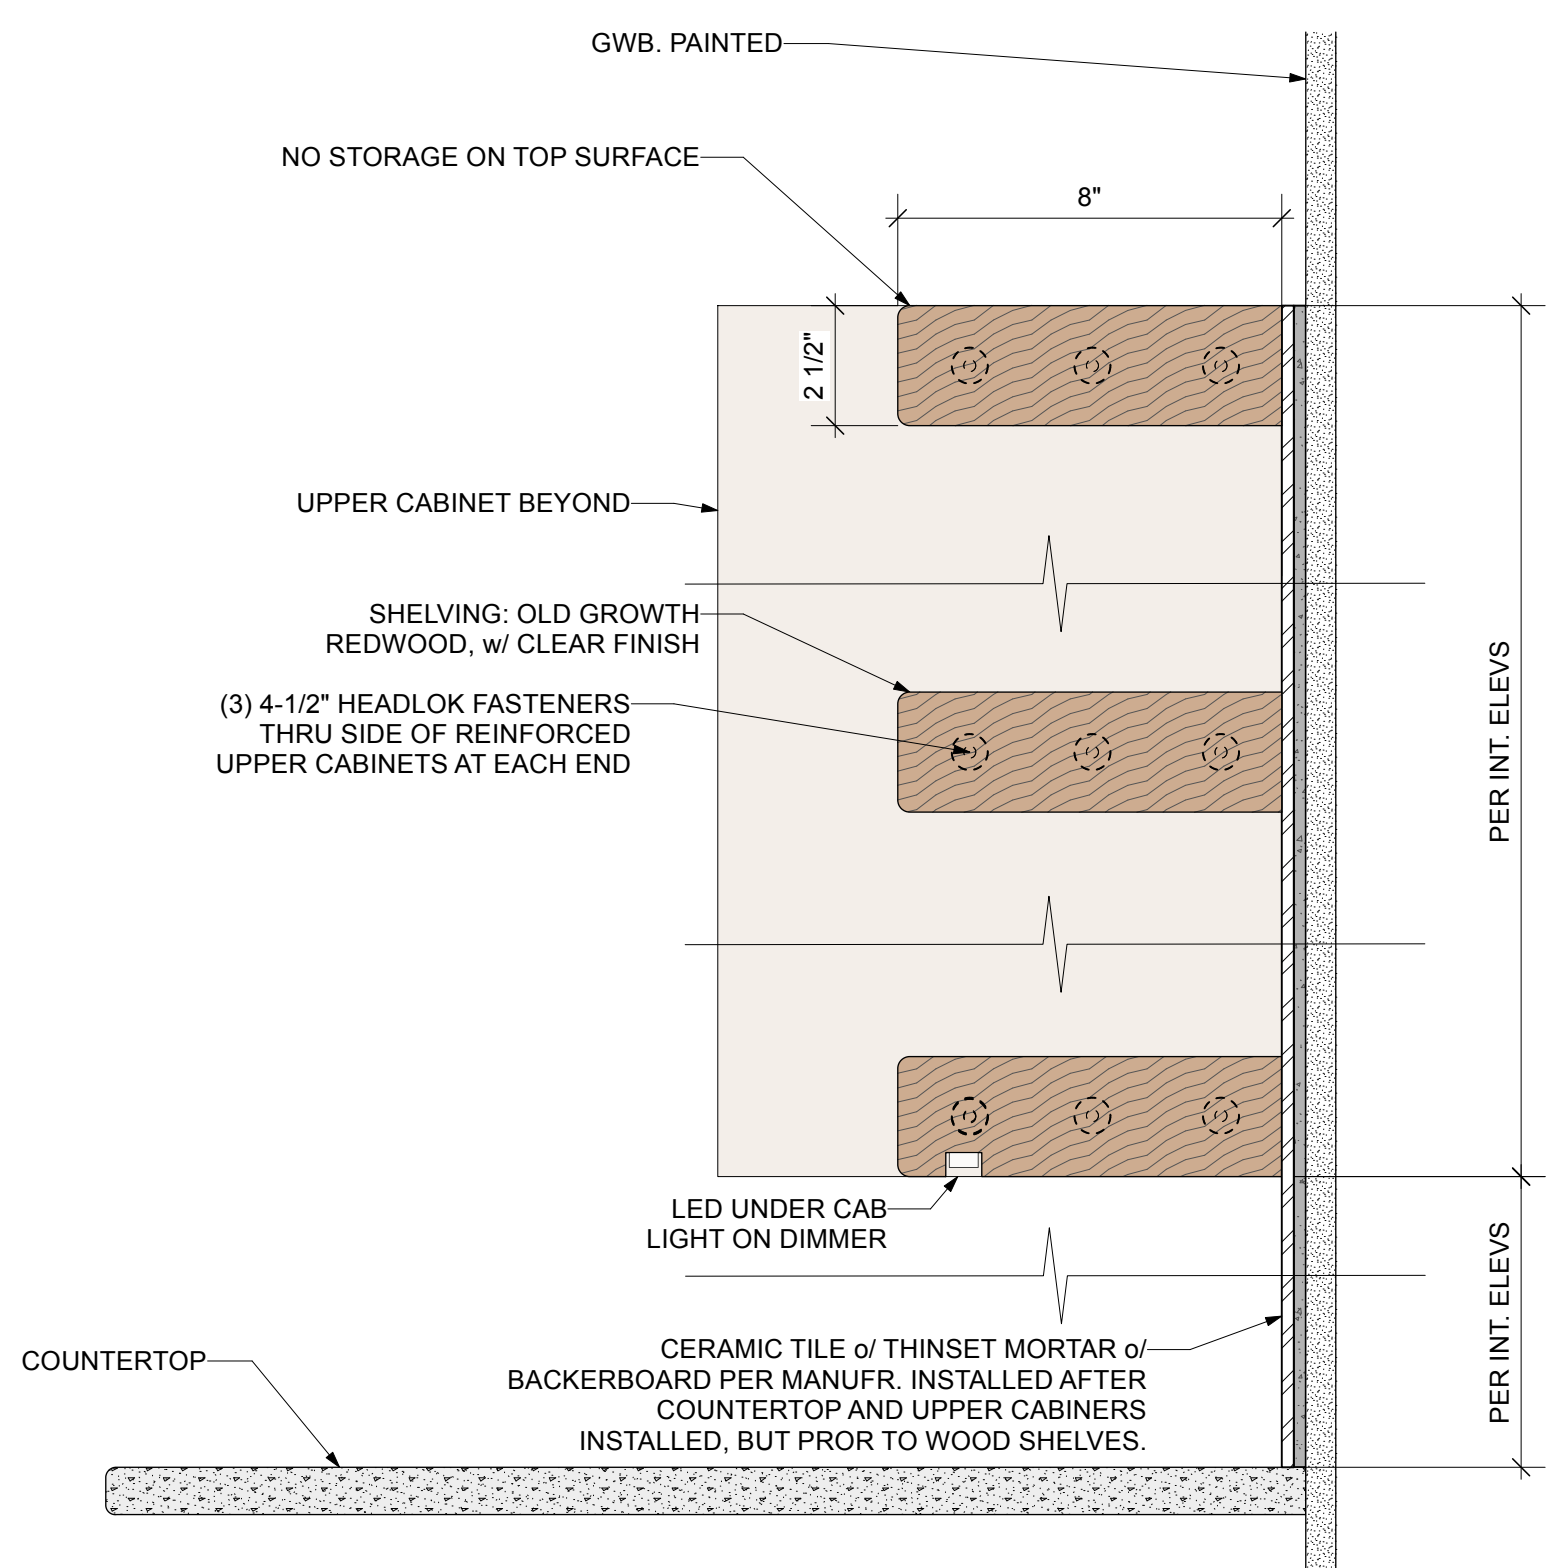 GWB. PAINTED
NO STORAGE ON TOP SURFACE
8"
2 1/2"
UPPER CABINET BEYOND
SHELVING: OLD GROWTH
REDWOOD, w/ CLEAR FINISH
(3) 4-1/2" HEADLOK FASTENERS
THRU SIDE OF REINFORCED
UPPER CABINETS AT EACH END
PER INT. ELEVS
LED UNDER CAB
LIGHT ON DIMMER
PER INT. ELEVS
COUNTERTOP
CERAMIC TILE o/ THINSET MORTAR o/
BACKERBOARD PER MANUFR. INSTALLED AFTER
COUNTERTOP AND UPPER CABINERS
INSTALLED, BUT PROR TO WOOD SHELVES.